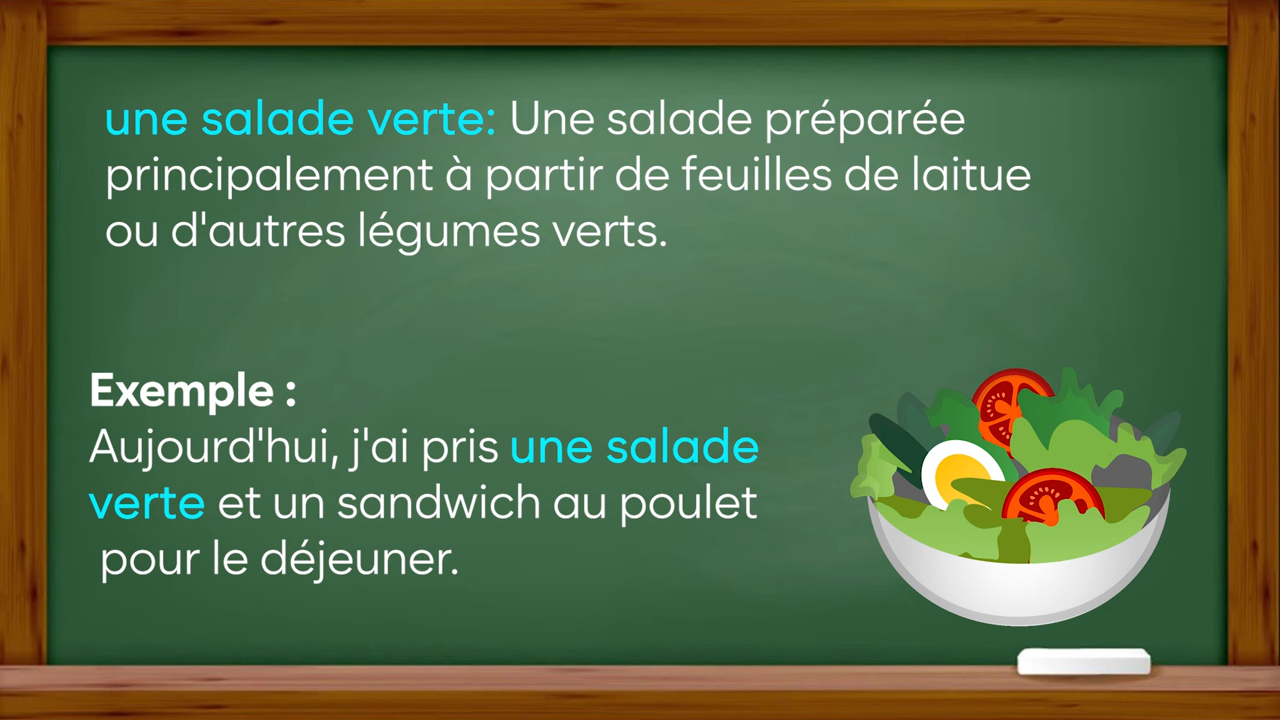 une salade verte: Une salade préparée
principalement à partir de feuilles de laitue
ou d'autres légumes verts.
Exemple :
Aujourd'hui, j'ai pris une salade
verte et un sandwich au poulet
pour le déjeuner.